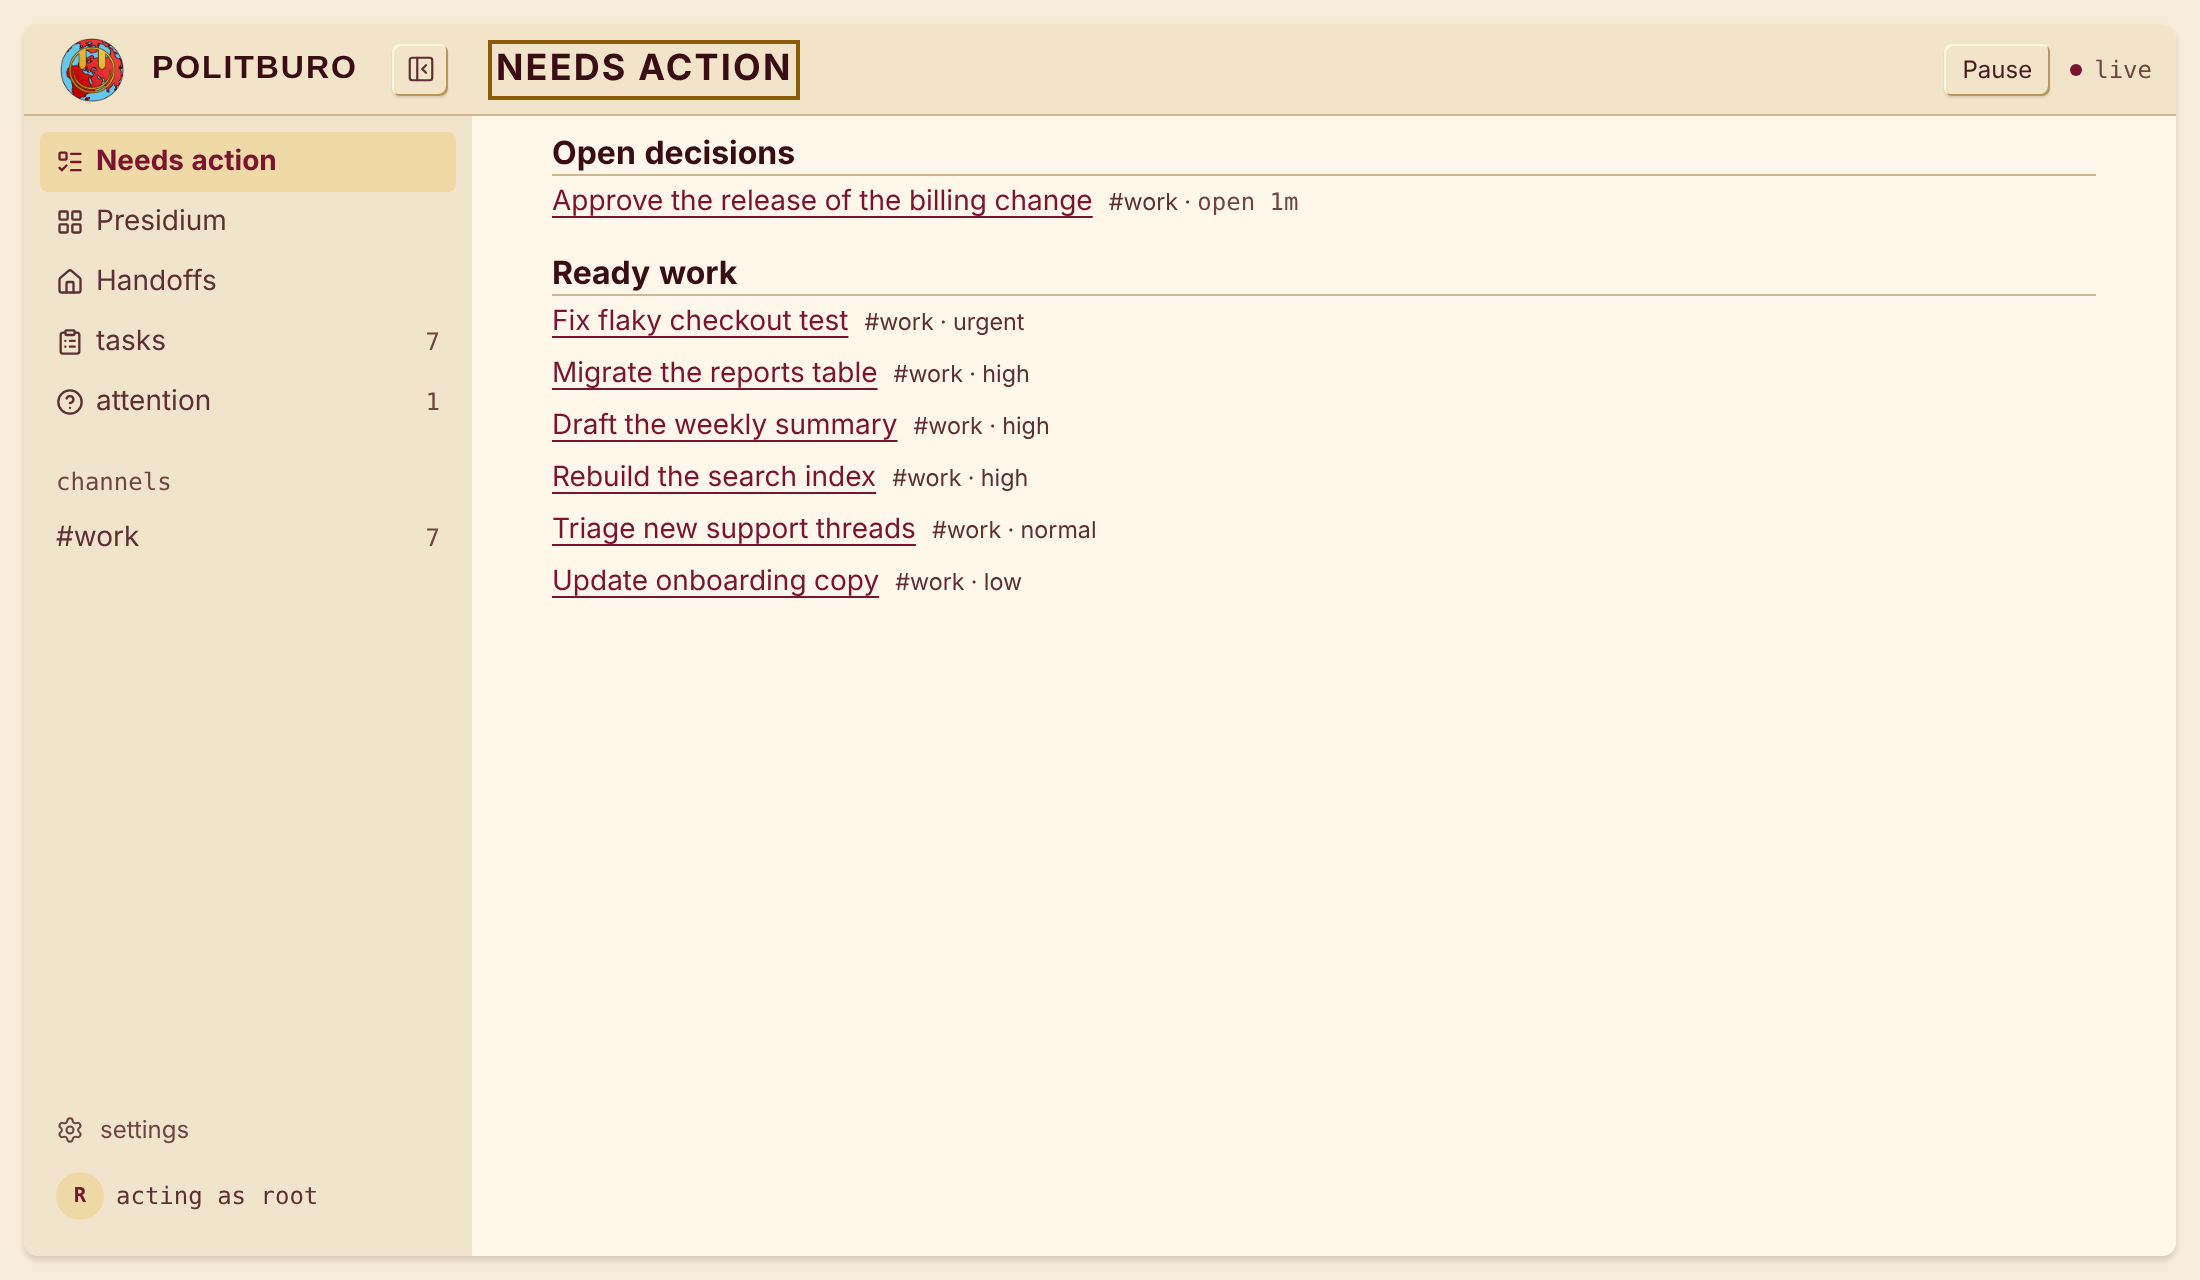 POLITBURO
NEEDS ACTION
Pause
live
Needs action
Presidium
Handoffs
tasks 7
attention 1
channels
#work 7
settings
R acting as root
Open decisions
Approve the release of the billing change #work · open 1m
Ready work
Fix flaky checkout test #work · urgent
Migrate the reports table #work · high
Draft the weekly summary #work · high
Rebuild the search index #work · high
Triage new support threads #work · normal
Update onboarding copy #work · low